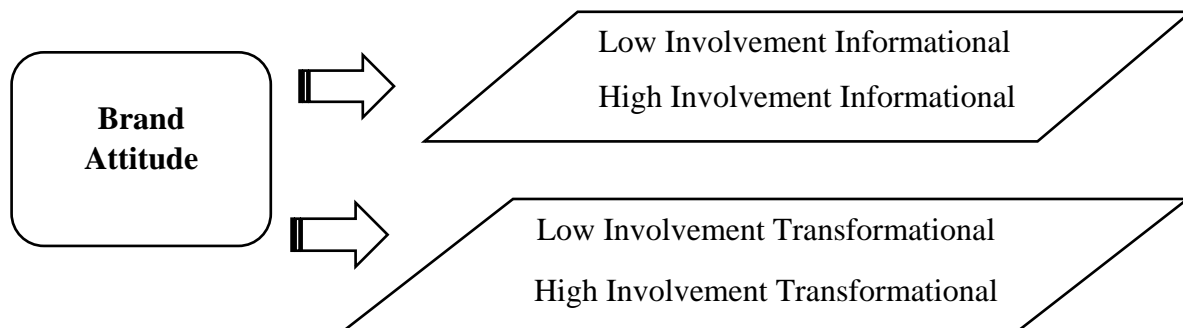 Brand
Attitude
Low Involvement Informational
High Involvement Informational
Low Involvement Transformational
High Involvement Transformational